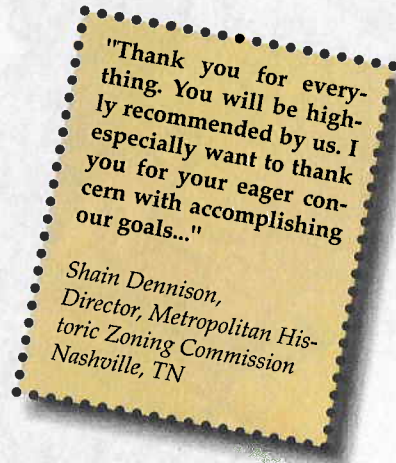 "Thank you for every-
thing. You will be high-
ly recommended by us. I
especially want to thank
you for your eager con-
cern with accomplishing
our goals..."
Shain Dennison,
Director, Metropolitan His-
toric Zoning Commission
Nashville, TN